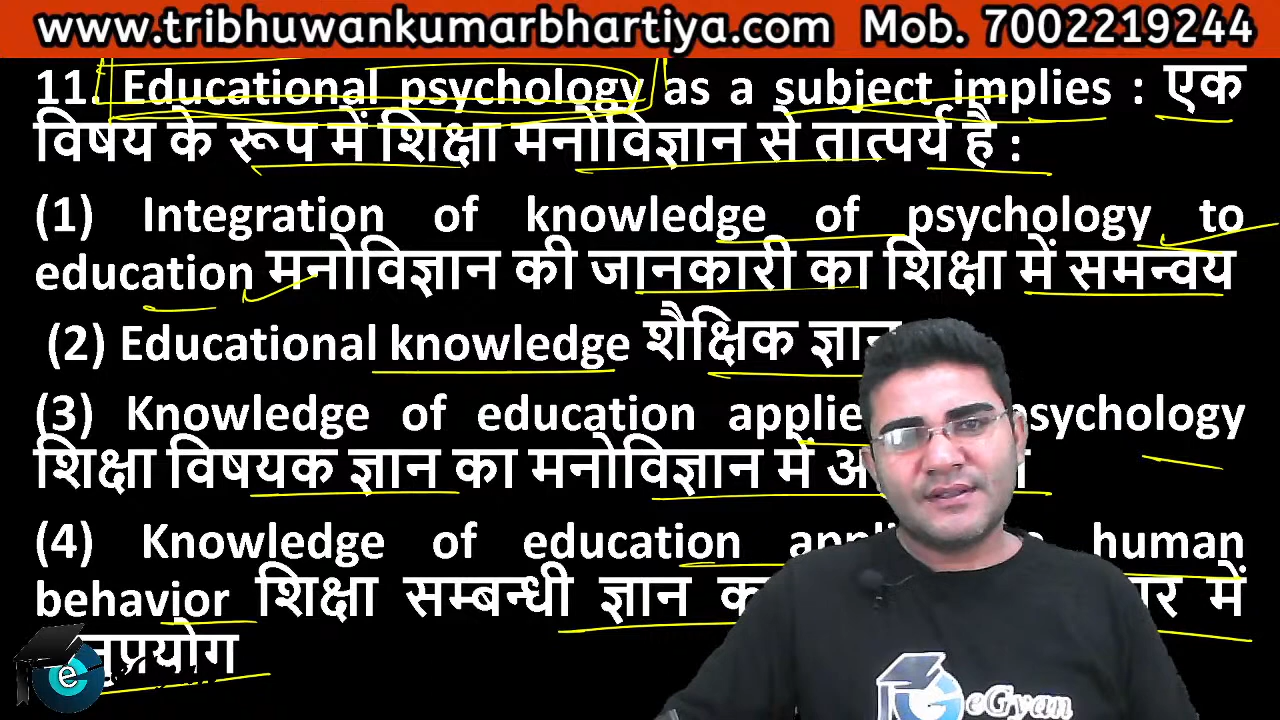 www.tribhuwankumarbhartiya.com Mob. 7002219244
11. Educational psychology as a subject implies : एक
विषय के रूप में शिक्षा मनोविज्ञान से तात्पर्य है :
(1) Integration of knowledge of psychology to
education मनोविज्ञान की जानकारी का शिक्षा में समन्वय
(2) Educational knowledge शैक्षिक
(3) Knowledge of education psychology
शिक्षा विषयक ज्ञान का मनोविज्ञान में
(4) Knowledge of education human
behavior शिक्षा सम्बन्धी ज्ञान में
e
eGyan